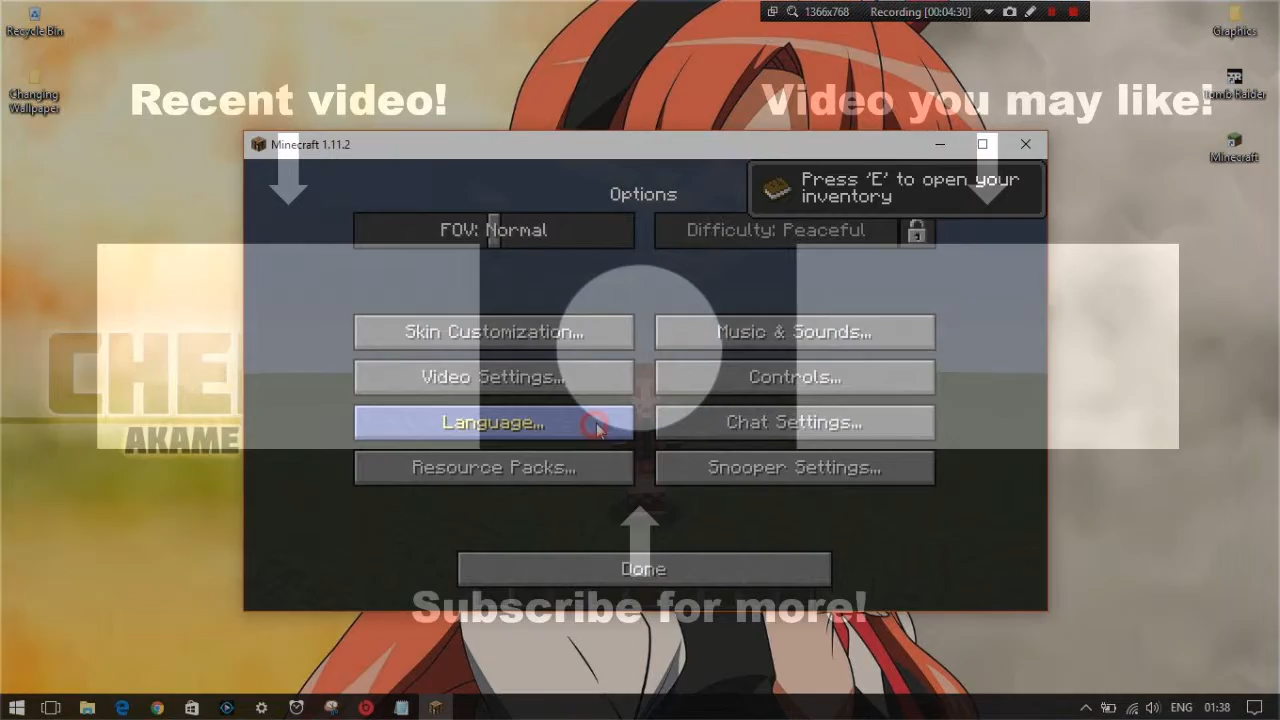 1366x768 Recording [00:04:30]
Recycle Bin
Graphics
Changing
Wallpaper
Tomb Raider
Recent video!
Video you may like!
Minecraft 1.11.2
Minecraft
Press 'E' to open your
inventory
Options
FOV: Normal
Difficulty: Peaceful
Skin Customization...
Music & Sounds...
Video Settings...
Controls...
Language...
Chat Settings...
Resource Packs...
Snooper Settings...
AKAME
Done
Subscribe for more!
ENG 01:38